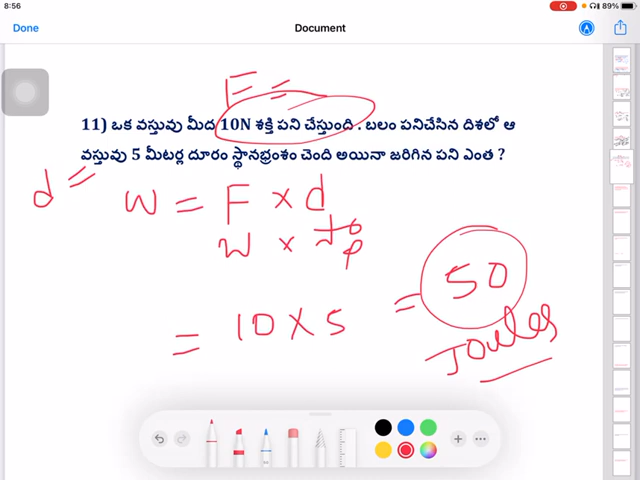 8:56
89%
Done
Document
F =
11) ఒక వస్తువు మీద 10N శక్తి పని చేస్తుంది . బలం పనిచేసిన దిశలో ఆ
వస్తువు 5 మీటర్ల దూరం స్థానభ్రంశం చెంది అయినా జరిగిన పని ఎంత ?
d =
W = F × d
W ×
= 10 × 5
= 50
Joules